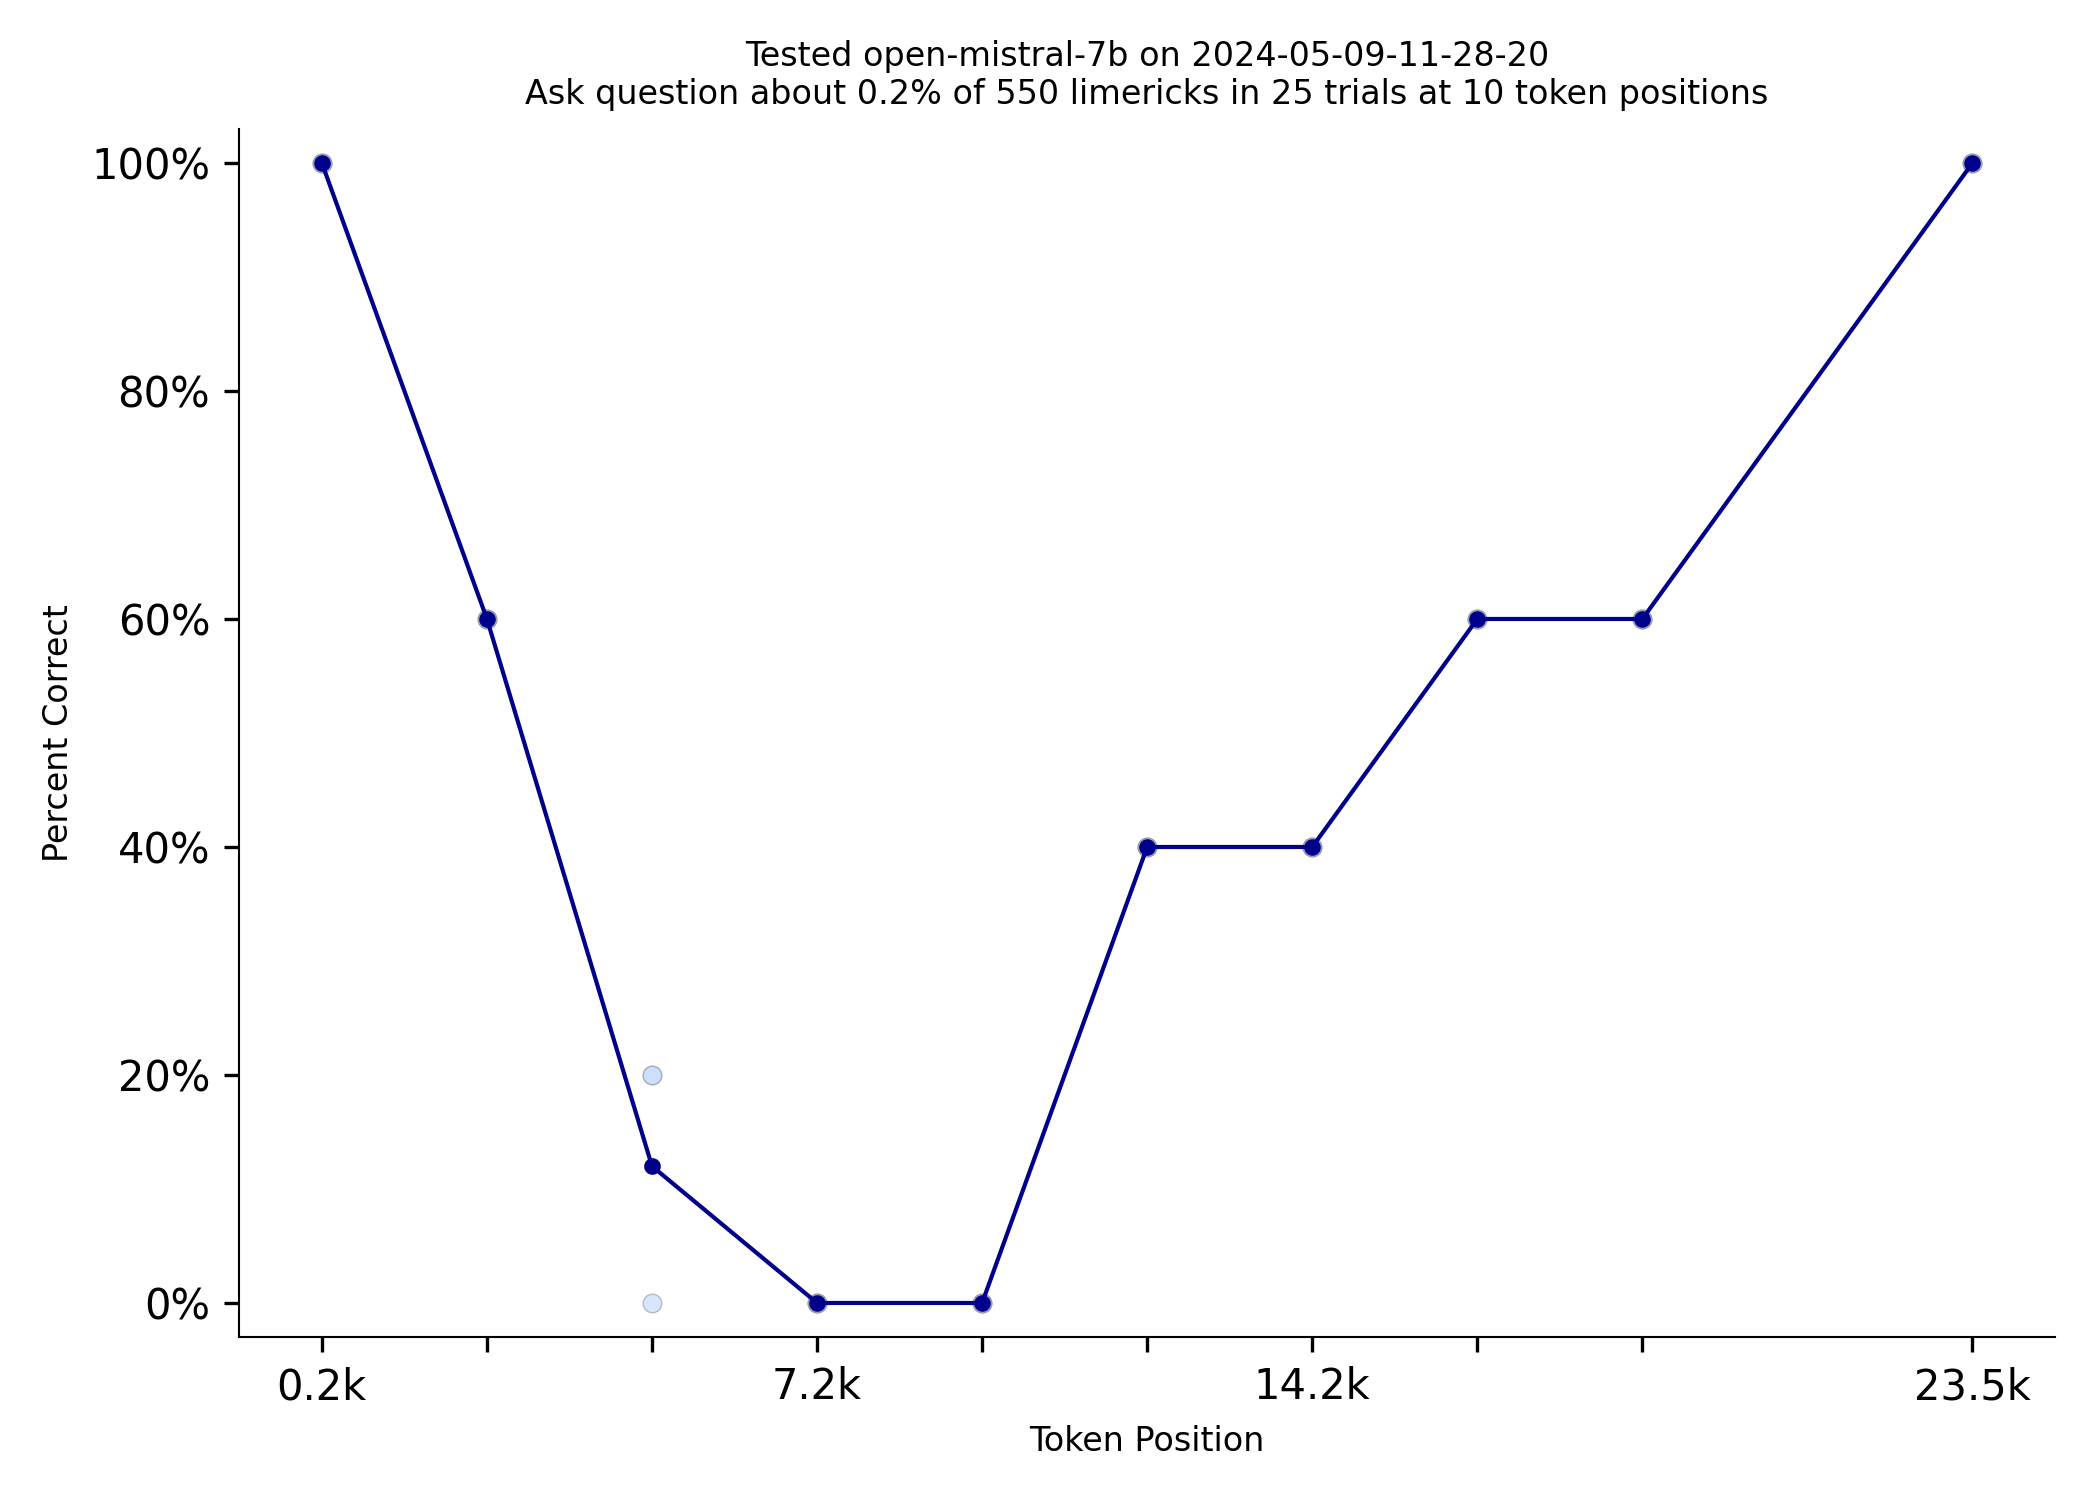 Tested open-mistral-7b on 2024-05-09-11-28-20
Ask question about 0.2% of 550 limericks in 25 trials at 10 token positions
100%
80%
60%
40%
20%
0%
Percent Correct
0.2k
7.2k
14.2k
23.5k
Token Position